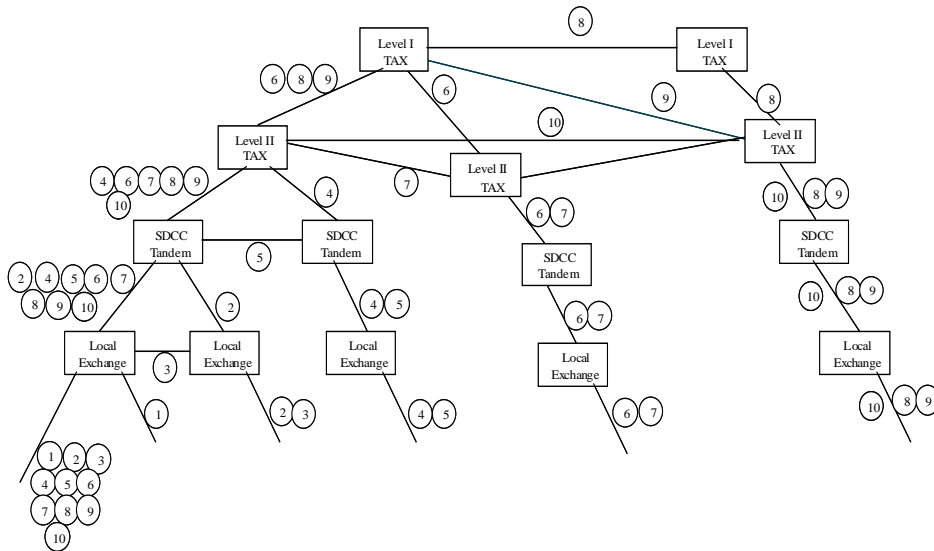 8
Level I
TAX
Level I
TAX
6 8 9
6
9
8
10
Level II
TAX
Level II
TAX
Level II
TAX
4 6 7 8 9
10
4
7
6 7
10
8 9
SDCC
Tandem
SDCC
Tandem
SDCC
Tandem
SDCC
Tandem
5
2 4 5 6 7
8 9 10
2
4 5
6 7
10
8 9
Local
Exchange
Local
Exchange
Local
Exchange
Local
Exchange
Local
Exchange
3
1
2 3
4 5
6 7
10
8 9
1 2 3
4 5 6
7 8 9
10